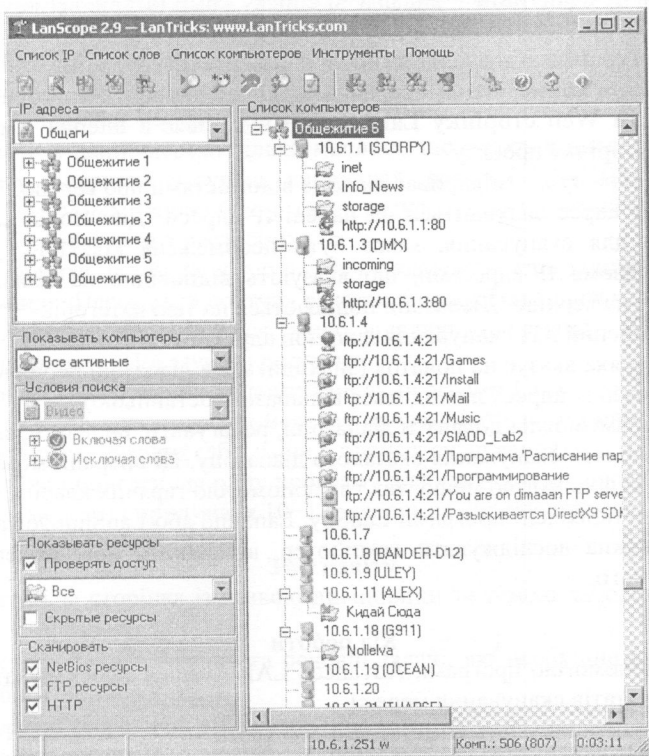 LanScope 2.9 — LanTricks: www.LanTricks.com
Список IP Список слов Список компьютеров Инструменты Помощь
IP адреса
Общаги
Общежитие 1
Общежитие 2
Общежитие 3
Общежитие 3
Общежитие 4
Общежитие 5
Общежитие 6
Показывать компьютеры
Все активные
Условия поиска
Видео
Включая слова
Исключая слова
Показывать ресурсы
Проверять доступ
Все
Скрытые ресурсы
Сканировать
NetBios ресурсы
FTP ресурсы
HTTP
Список компьютеров
Общежитие 6
10.6.1.1 (SCORPY)
inet
Info_News
storage
http://10.6.1.1:80
10.6.1.3 (DMX)
incoming
storage
http://10.6.1.3:80
10.6.1.4
ftp://10.6.1.4:21
ftp://10.6.1.4:21/Games
ftp://10.6.1.4:21/Install
ftp://10.6.1.4:21/Mail
ftp://10.6.1.4:21/Music
ftp://10.6.1.4:21/SIAOD_Lab2
ftp://10.6.1.4:21/Программа 'Расписание пар
ftp://10.6.1.4:21/Программирование
ftp://10.6.1.4:21/You are on dimaaan FTP serve
ftp://10.6.1.4:21/Разыскивается DirectX9 SDK
10.6.1.7
10.6.1.8 (BANDER-D12)
10.6.1.9 (ULEY)
10.6.1.11 (ALEX)
Кидай Сюда
10.6.1.18 (G911)
Nollelva
10.6.1.19 (OCEAN)
10.6.1.20
10.6.1.251 w
Комп.: 506 (807)
0:03:11